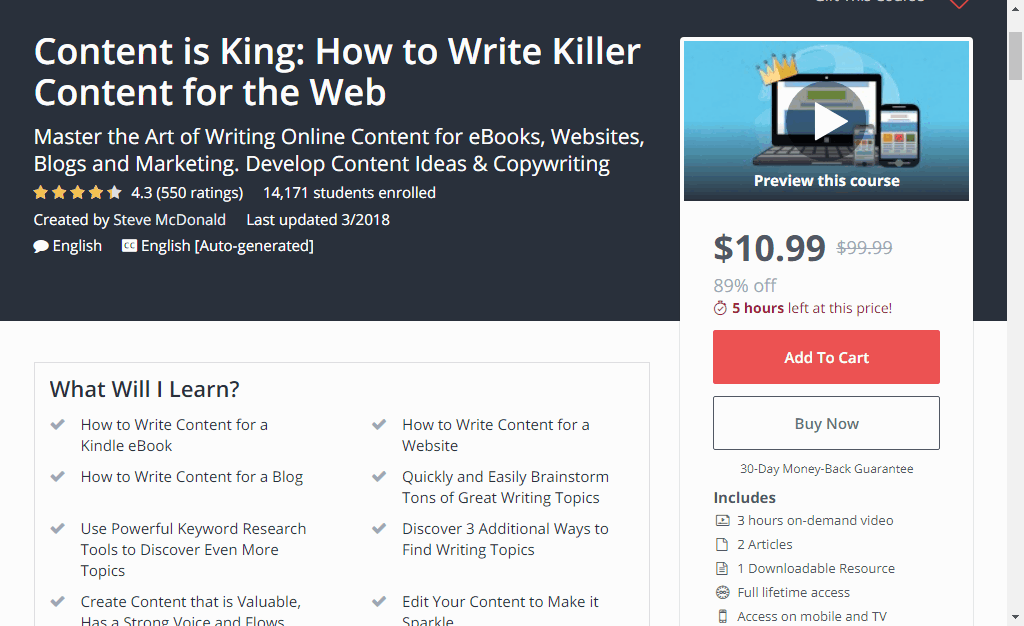 Gift This Course
Content is King: How to Write Killer
Content for the Web
Master the Art of Writing Online Content for eBooks, Websites,
Blogs and Marketing. Develop Content Ideas & Copywriting
4.3 (550 ratings) 14,171 students enrolled
Created by Steve McDonald Last updated 3/2018
English CC English [Auto-generated]
Preview this course
$10.99 $99.99
89% off
5 hours left at this price!
Add To Cart
Buy Now
30-Day Money-Back Guarantee
Includes
3 hours on-demand video
2 Articles
1 Downloadable Resource
Full lifetime access
Access on mobile and TV
What Will I Learn?
How to Write Content for a
Kindle eBook
How to Write Content for a
Website
How to Write Content for a Blog
Quickly and Easily Brainstorm
Tons of Great Writing Topics
Use Powerful Keyword Research
Tools to Discover Even More
Topics
Discover 3 Additional Ways to
Find Writing Topics
Create Content that is Valuable,
Has a Strong Voice and Flows
Edit Your Content to Make it
Sparkle